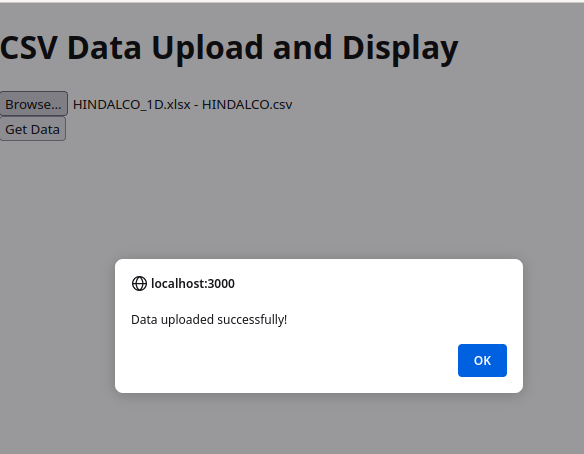 CSV Data Upload and Display
Browse... HINDALCO_1D.xlsx - HINDALCO.csv
Get Data
localhost:3000
Data uploaded successfully!
OK